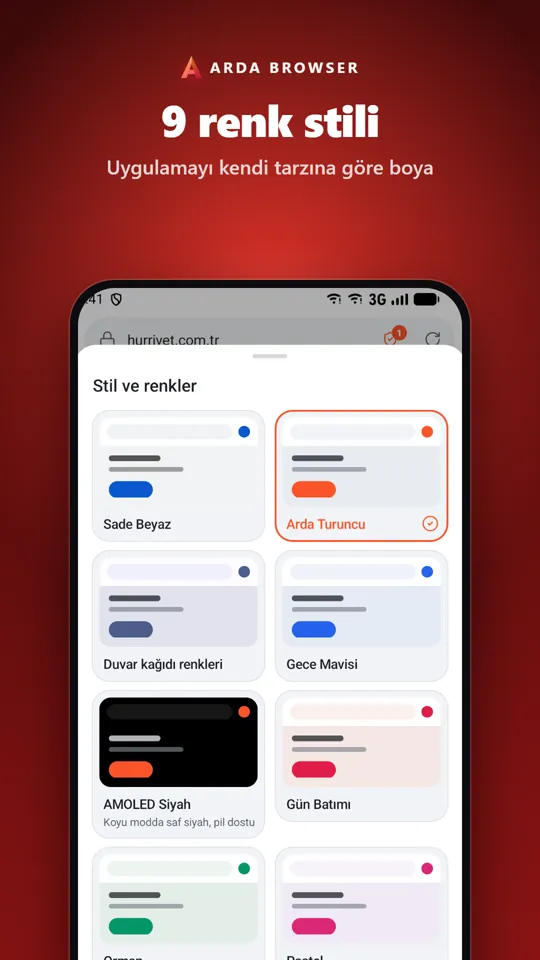 ARDA BROWSER
9 renk stili
Uygulamayı kendi tarzına göre boya
:41 3G
hurriyet.com.tr 1
Stil ve renkler
Sade Beyaz
Arda Turuncu
Duvar kağıdı renkleri
Gece Mavisi
AMOLED Siyah
Koyu modda saf siyah, pil dostu
Gün Batımı
Orman
Pastel